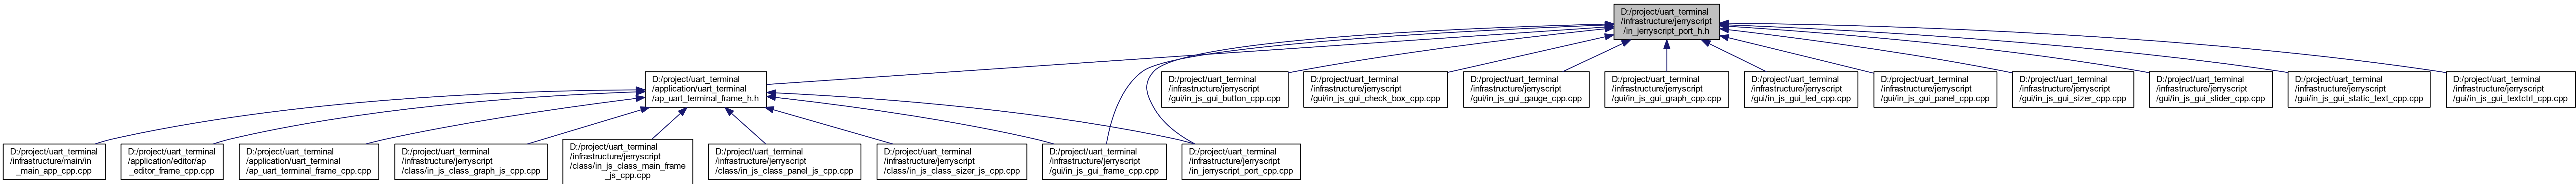 D:/project/uart_terminal
/infrastructure/jerryscript
/in_jerryscript_port_h.h
D:/project/uart_terminal
/application/uart_terminal
/ap_uart_terminal_frame_h.h
D:/project/uart_terminal
/infrastructure/jerryscript
/gui/in_js_gui_button_cpp.cpp
D:/project/uart_terminal
/infrastructure/jerryscript
/gui/in_js_gui_check_box_cpp.cpp
D:/project/uart_terminal
/infrastructure/jerryscript
/gui/in_js_gui_gauge_cpp.cpp
D:/project/uart_terminal
/infrastructure/jerryscript
/gui/in_js_gui_graph_cpp.cpp
D:/project/uart_terminal
/infrastructure/jerryscript
/gui/in_js_gui_led_cpp.cpp
D:/project/uart_terminal
/infrastructure/jerryscript
/gui/in_js_gui_panel_cpp.cpp
D:/project/uart_terminal
/infrastructure/jerryscript
/gui/in_js_gui_sizer_cpp.cpp
D:/project/uart_terminal
/infrastructure/jerryscript
/gui/in_js_gui_slider_cpp.cpp
D:/project/uart_terminal
/infrastructure/jerryscript
/gui/in_js_gui_static_text_cpp.cpp
D:/project/uart_terminal
/infrastructure/jerryscript
/gui/in_js_gui_textctrl_cpp.cpp
D:/project/uart_terminal
/infrastructure/main/in
_main_app_cpp.cpp
D:/project/uart_terminal
/application/editor/ap
_editor_frame_cpp.cpp
D:/project/uart_terminal
/application/uart_terminal
/ap_uart_terminal_frame_cpp.cpp
D:/project/uart_terminal
/infrastructure/jerryscript
/class/in_js_class_graph_js_cpp.cpp
D:/project/uart_terminal
/infrastructure/jerryscript
/class/in_js_class_main_frame
_js_cpp.cpp
D:/project/uart_terminal
/infrastructure/jerryscript
/class/in_js_class_panel_js_cpp.cpp
D:/project/uart_terminal
/infrastructure/jerryscript
/class/in_js_class_sizer_js_cpp.cpp
D:/project/uart_terminal
/infrastructure/jerryscript
/gui/in_js_gui_frame_cpp.cpp
D:/project/uart_terminal
/infrastructure/jerryscript
/in_jerryscript_port_cpp.cpp